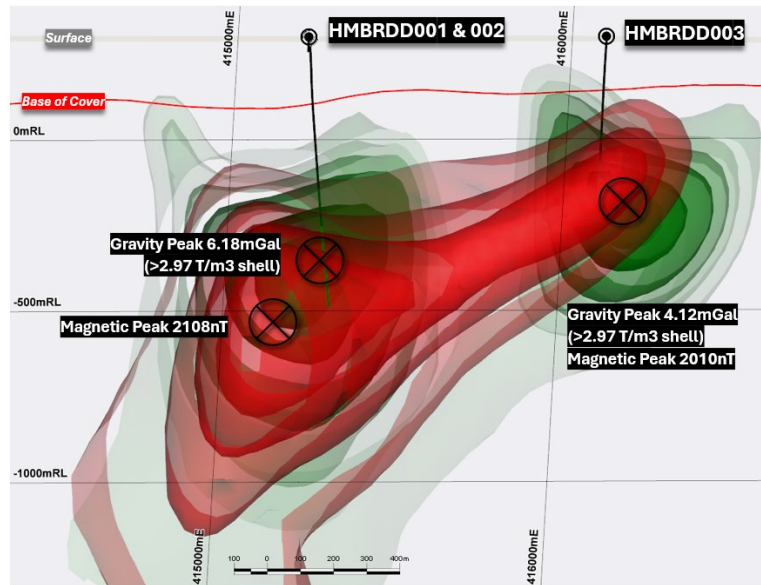 Surface
415000mE
HMBRDD001 & 002
416000mE
HMBRDD003
Base of Cover
0mRL
Gravity Peak 6.18mGal
(>2.97 T/m3 shell)
-500mRL
Magnetic Peak 2108nT
Gravity Peak 4.12mGal
(>2.97 T/m3 shell)
Magnetic Peak 2010nT
-1000mRL
415000mE
416000mE
100 0 100 200 300 400m